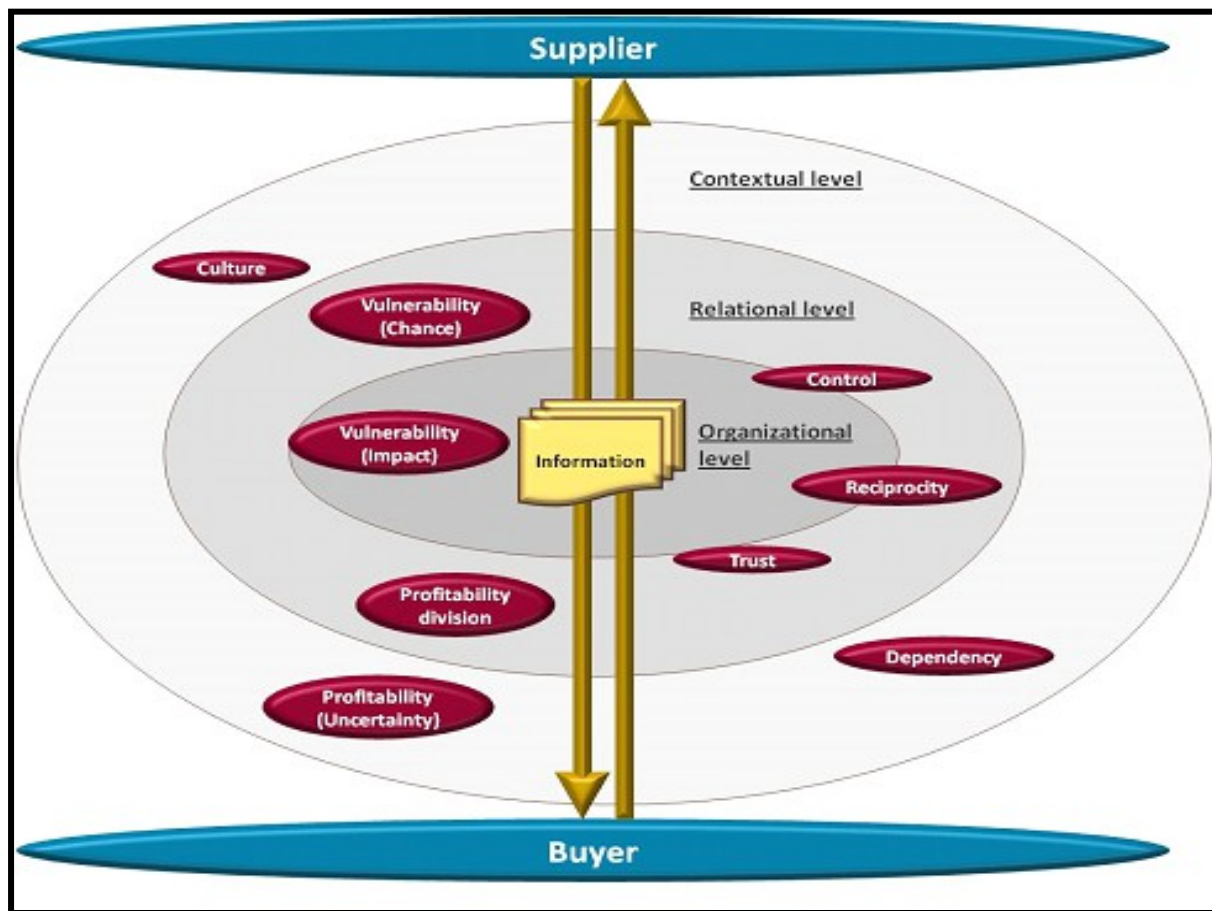 Supplier
Contextual level
Culture
Vulnerability
(Chance)
Relational level
Control
Vulnerability
(Impact)
Information
Organizational
level
Reciprocity
Trust
Profitability
division
Dependency
Profitability
(Uncertainty)
Buyer